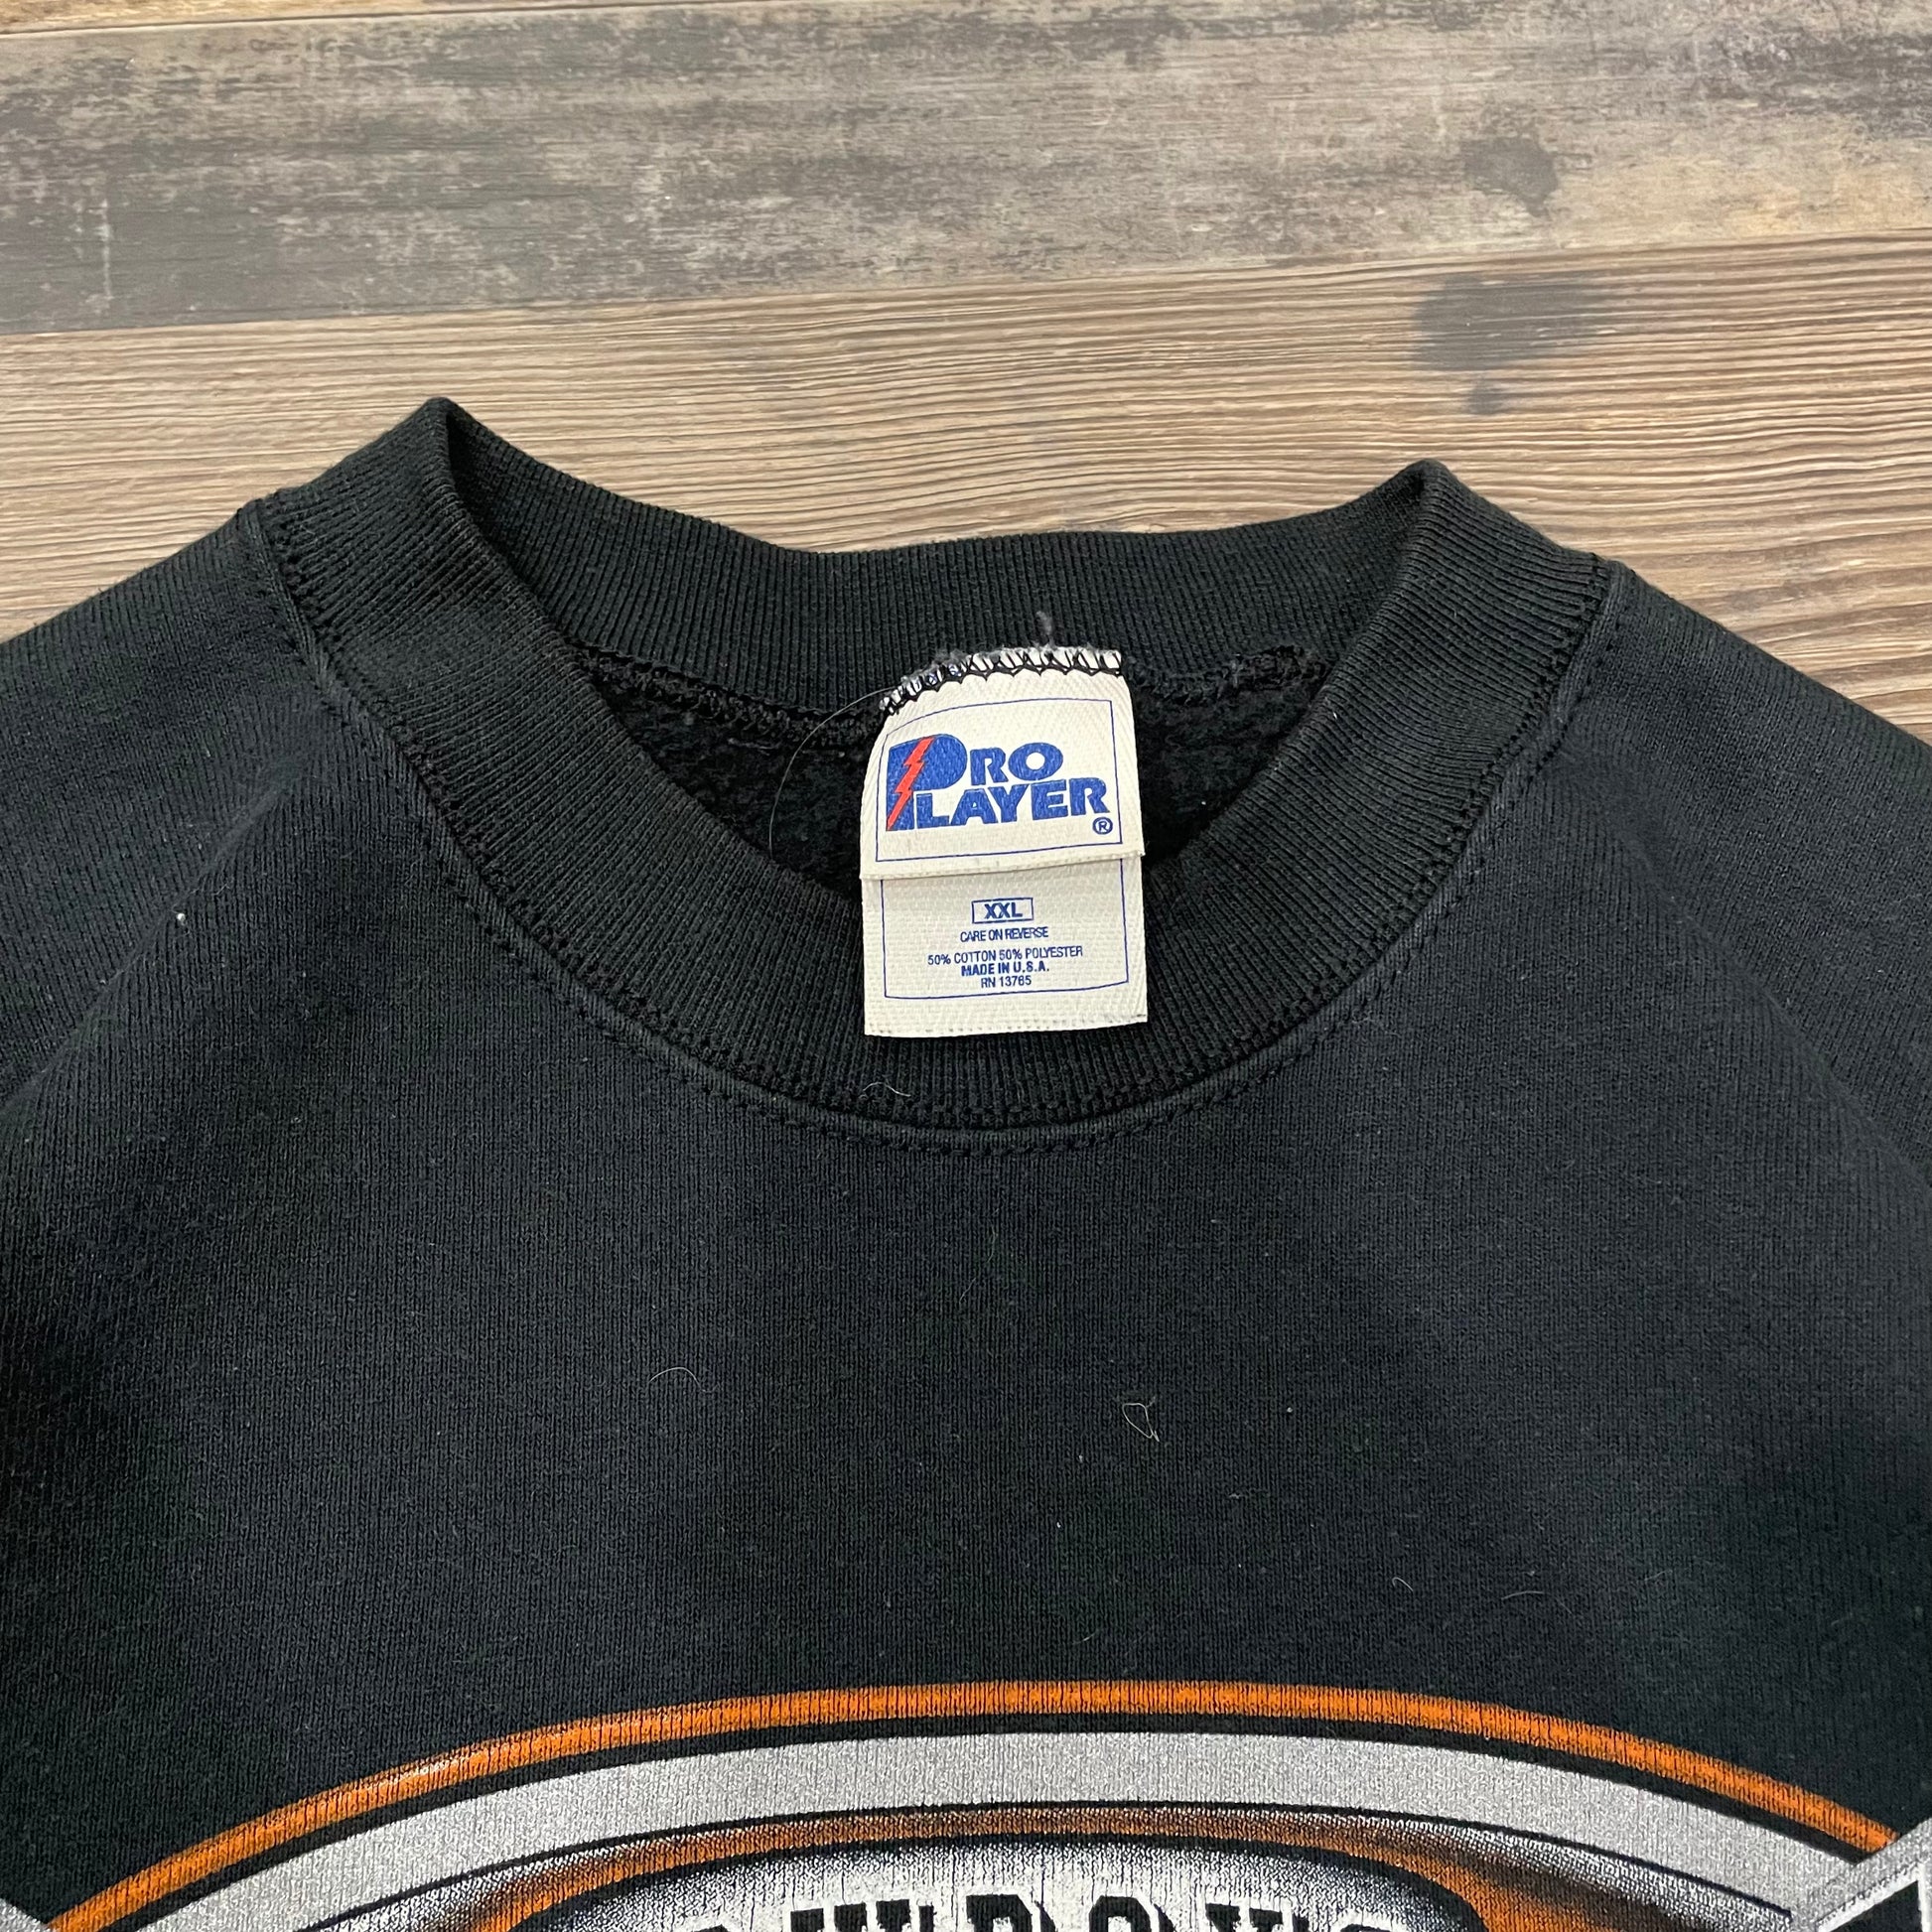 PRO
PLAYER
®
XXL
CARE ON REVERSE
50% COTTON 50% POLYESTER
MADE IN U.S.A.
RN 13765